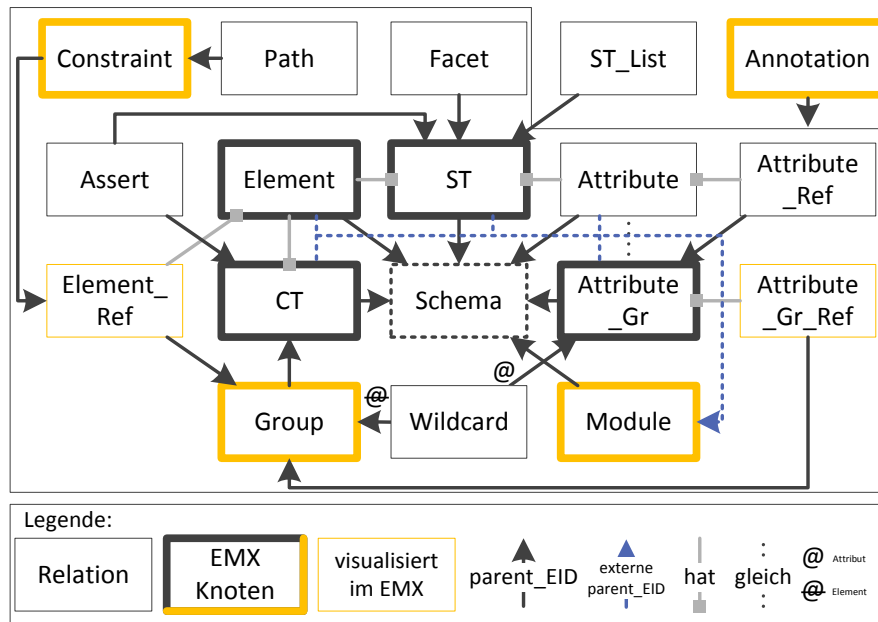 Constraint
Path
Facet
ST_List
Annotation
Assert
Element
ST
Attribute
Attribute
_Ref
Element_
Ref
CT
Schema
Attribute
_Gr
Attribute
_Gr_Ref
@
@
Group
Wildcard
Module
Legende:
Relation
EMX
Knoten
visualisiert
im EMX
parent_EID
externe
parent_EID
hat
gleich
@ Attribut
@ Element